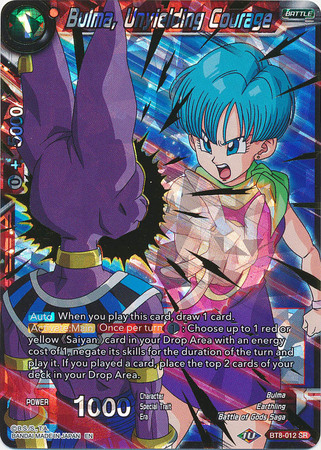 1
Bulma, Unyielding Courage
BATTLE
0 + 5000
Auto When you play this card, draw 1 card.
Activate:Main Once per turn : Choose up to 1 red or
yellow 《Saiyan》 card in your Drop Area with an energy
cost of 1, negate its skills for the duration of the turn and
play it. If you played a card, place the top 2 cards of your
deck in your Drop Area.
POWER 1000
Character Bulma
Special Trait Earthling
Era Battle of Gods Saga
BANDAI MADE IN JAPAN EN
BT8-012 SR